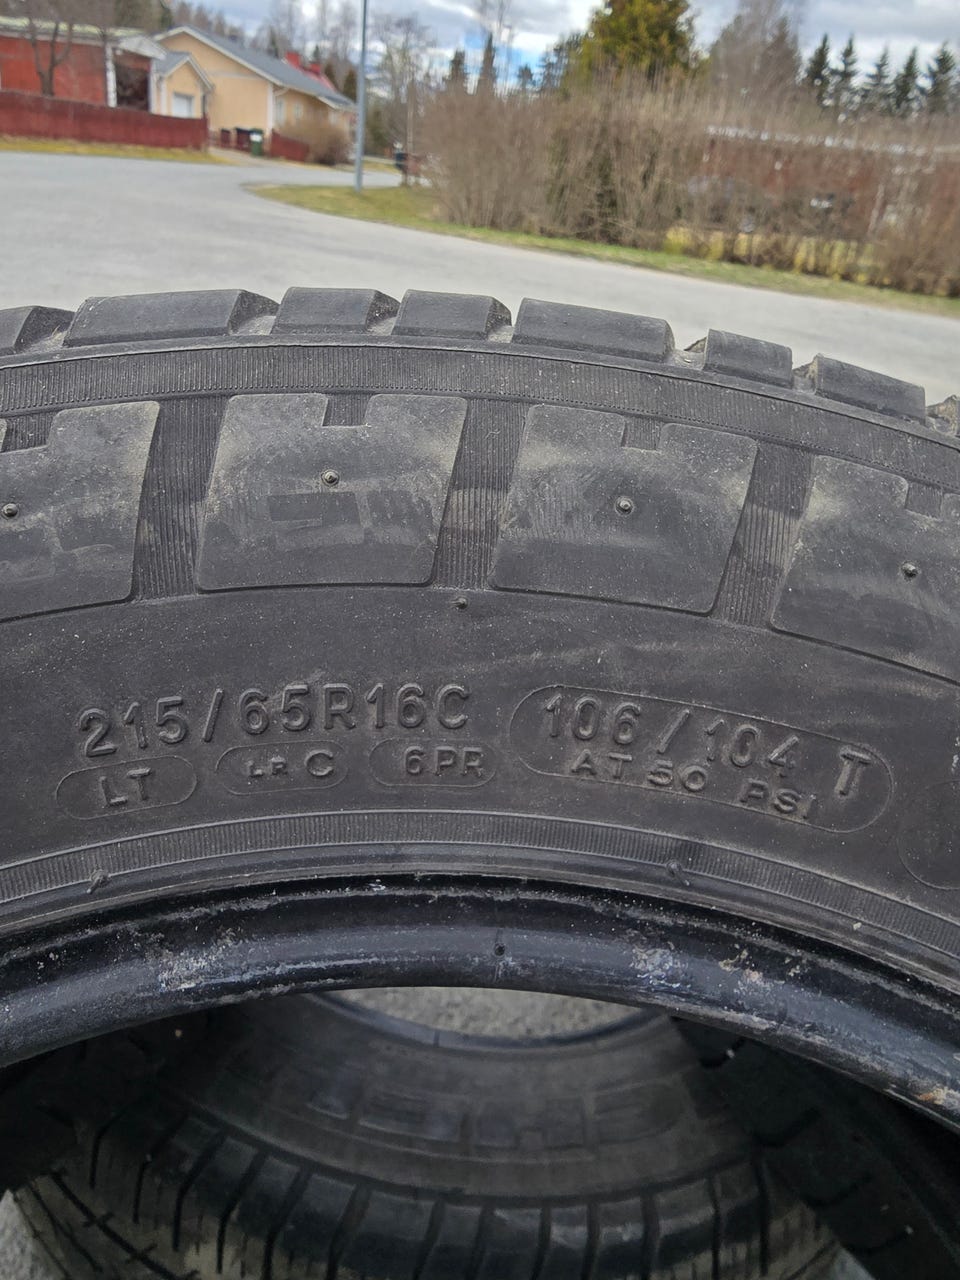 215/65R16C 106/104 T
LT LR C 6PR AT 50 PSI